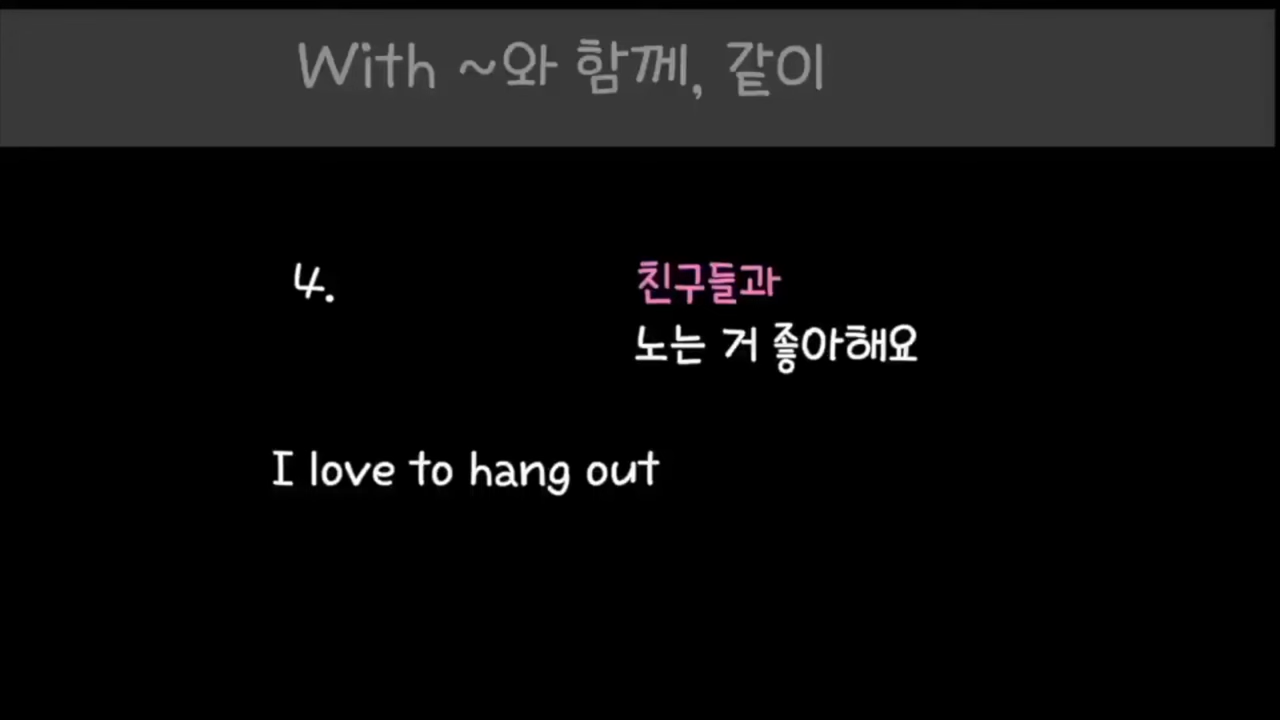 With ~와 함께, 같이
4.
친구들과
노는 거 좋아해요
I love to hang out